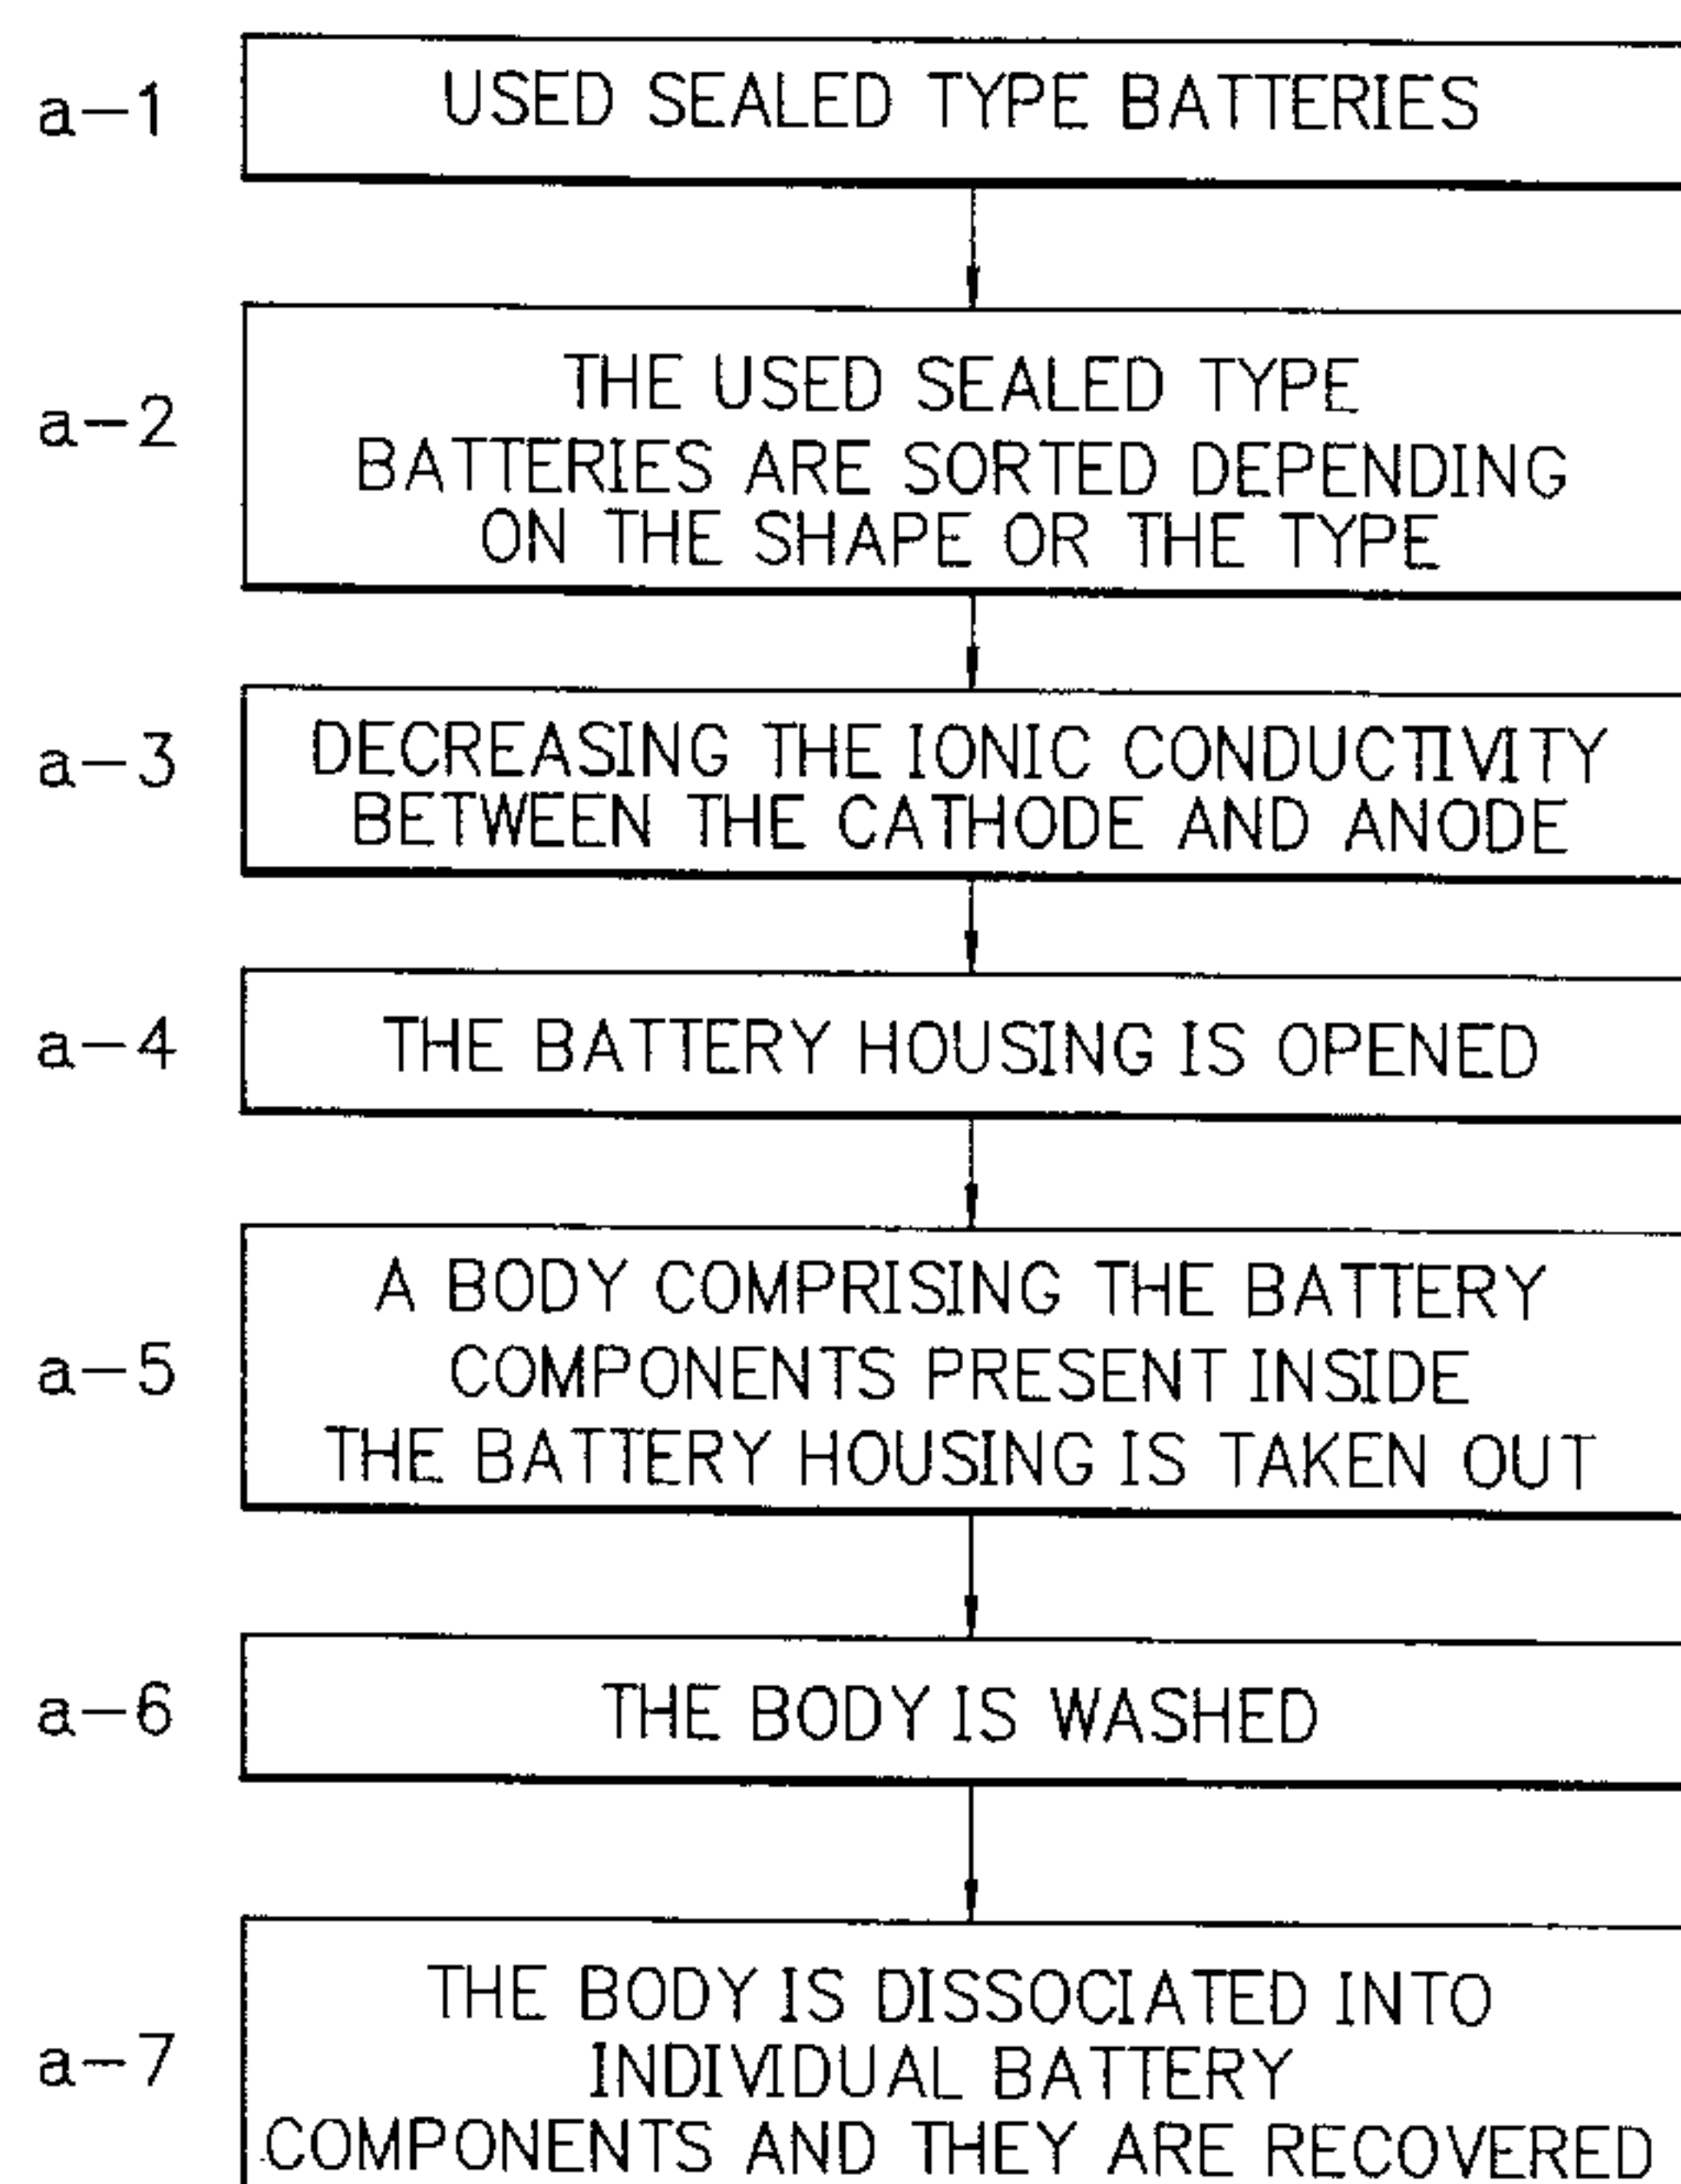 a-1 USED SEALED TYPE BATTERIES
a-2
THE USED SEALED TYPE
BATTERIES ARE SORTED DEPENDING
ON THE SHAPE OR THE TYPE
a-3
DECREASING THE IONIC CONDUCTIVITY
BETWEEN THE CATHODE AND ANODE
a-4 THE BATTERY HOUSING IS OPENED
a-5
A BODY COMPRISING THE BATTERY
COMPONENTS PRESENT INSIDE
THE BATTERY HOUSING IS TAKEN OUT
a-6 THE BODY IS WASHED
a-7
THE BODY IS DISSOCIATED INTO
INDIVIDUAL BATTERY
COMPONENTS AND THEY ARE RECOVERED